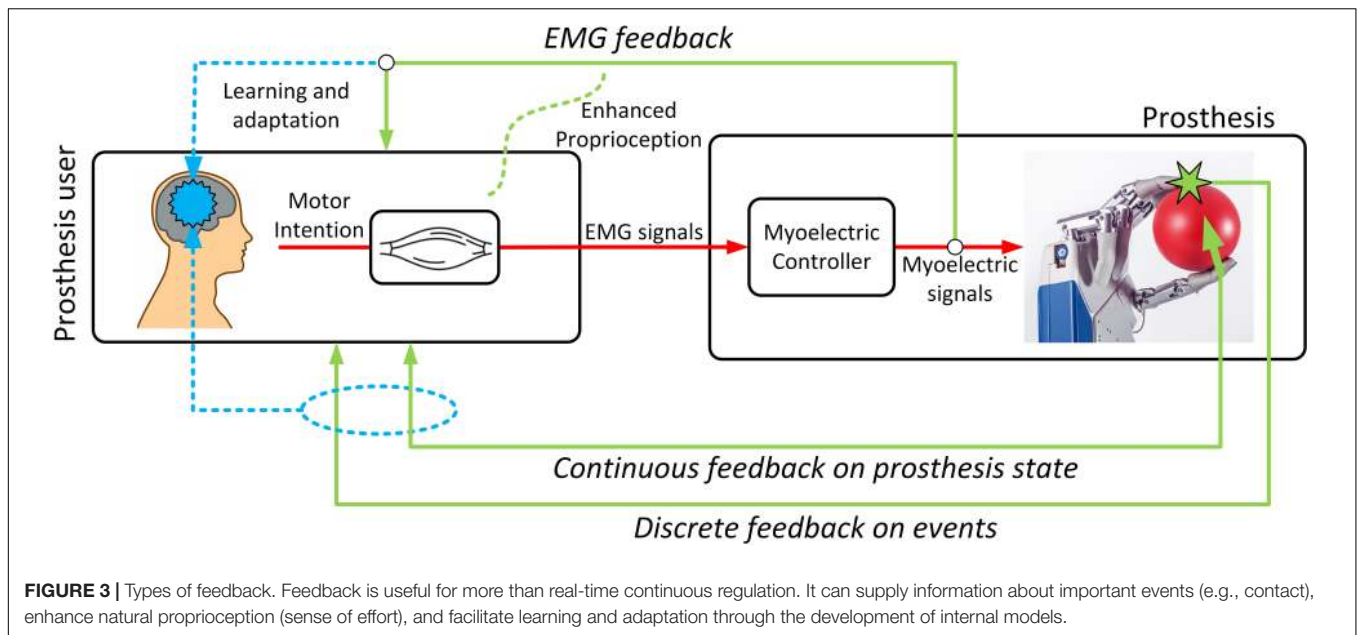 EMG feedback
Learning and
adaptation
Enhanced
Proprioception
Prosthesis
Prosthesis user
Motor
Intention
EMG signals
Myoelectric
Controller
Myoelectric
signals
Continuous feedback on prosthesis state
Discrete feedback on events
FIGURE 3 | Types of feedback. Feedback is useful for more than real-time continuous regulation. It can supply information about important events (e.g., contact),
enhance natural proprioception (sense of effort), and facilitate learning and adaptation through the development of internal models.